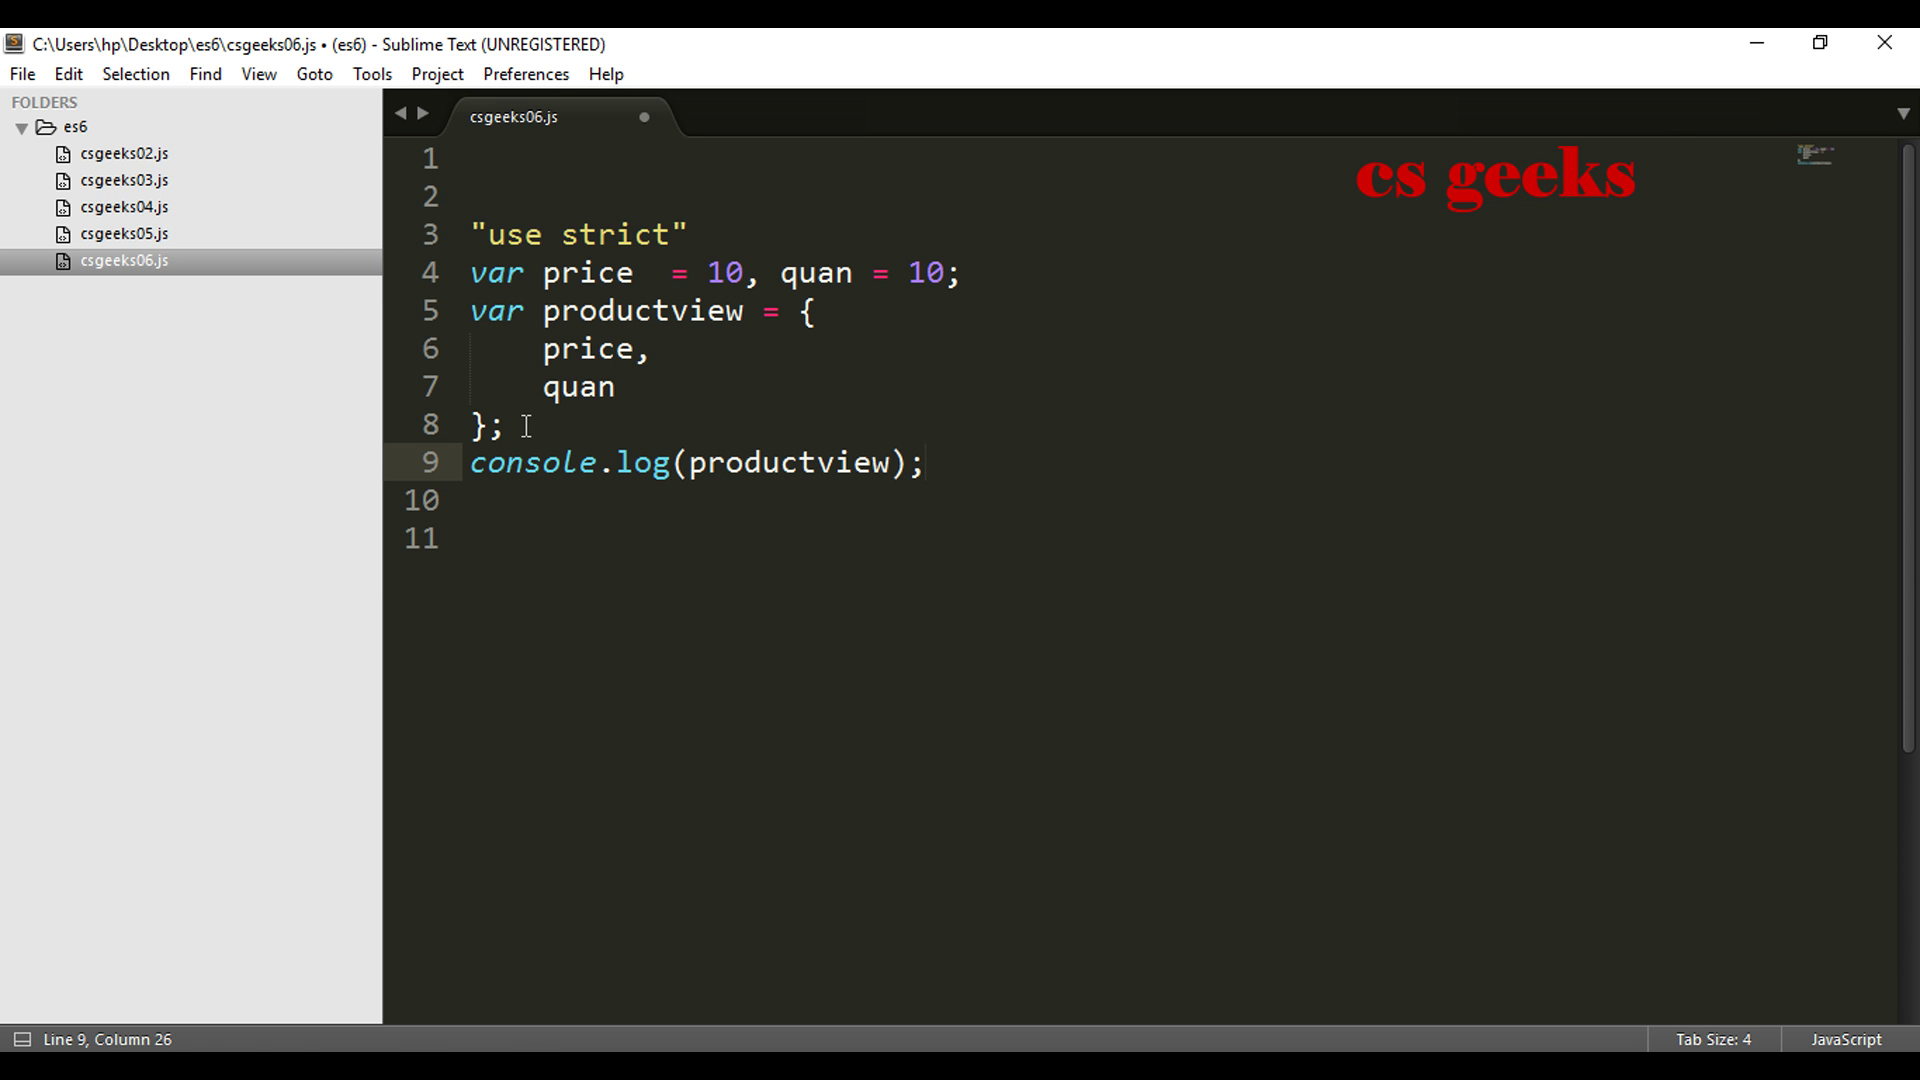 C:\Users\hp\Desktop\es6\csgeeks06.js • (es6) - Sublime Text (UNREGISTERED)
File Edit Selection Find View Goto Tools Project Preferences Help
FOLDERS
es6
csgeeks02.js
csgeeks03.js
csgeeks04.js
csgeeks05.js
csgeeks06.js
csgeeks06.js
cs geeks
1
2
3 "use strict"
4 var price  = 10, quan = 10;
5 var productview = {
6     price,
7     quan
8 };
9 console.log(productview);
10
11
Line 9, Column 26
Tab Size: 4
JavaScript